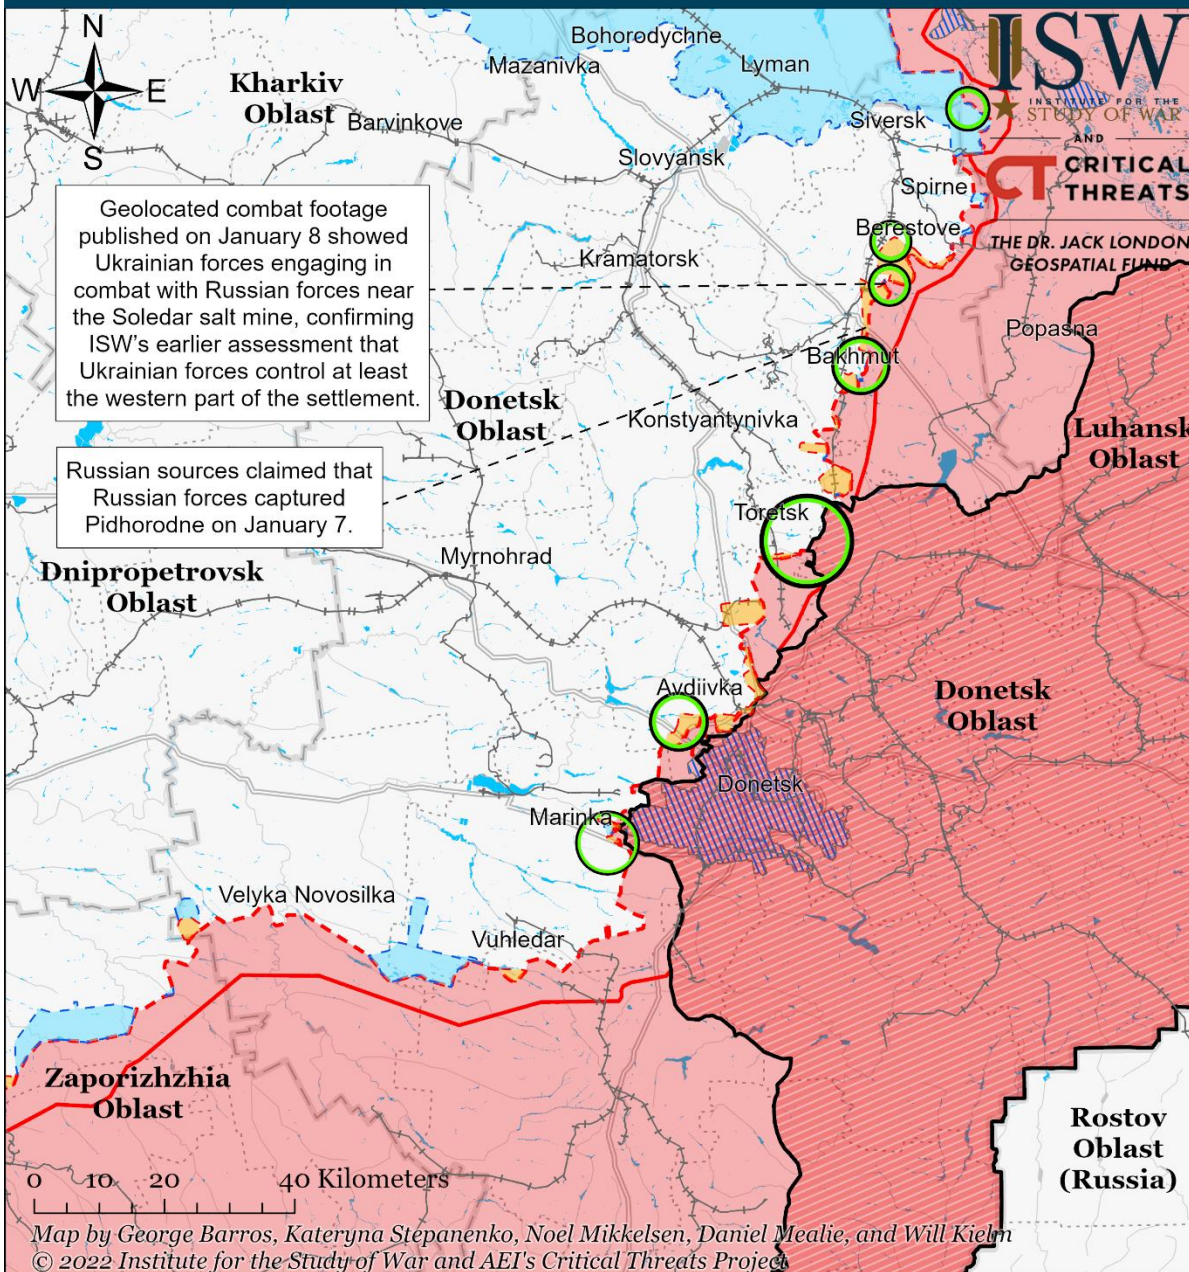 N
W
E
S
Bohorodychne
Mazanivka
Lyman
ISW
INSTITUTE FOR THE
STUDY OF WAR
AND
CT CRITICAL
THREATS
THE DR. JACK LONDON
GEOSPATIAL FUND
Kharkiv
Oblast
Barvinkove
Siversk
Slovyansk
Spirne
Berestove
Geolocated combat footage
published on January 8 showed
Ukrainian forces engaging in
combat with Russian forces near
the Soledar salt mine, confirming
ISW's earlier assessment that
Ukrainian forces control at least
the western part of the settlement.
Kramatorsk
Popasna
Bakhmut
Donetsk
Oblast
Konstyantynivka
Luhansk
Oblast
Russian sources claimed that
Russian forces captured
Pidhorodne on January 7.
Toretsk
Myrnohrad
Dnipropetrovsk
Oblast
Avdiivka
Donetsk
Oblast
Donetsk
Marinka
Velyka Novosilka
Vuhledar
Zaporizhzhia
Oblast
Rostov
Oblast
(Russia)
0 10 20 40 Kilometers
Map by George Barros, Kateryna Stepanenko, Noel Mikkelsen, Daniel Mealie, and Will Kielm
© 2022 Institute for the Study of War and AEI's Critical Threats Project